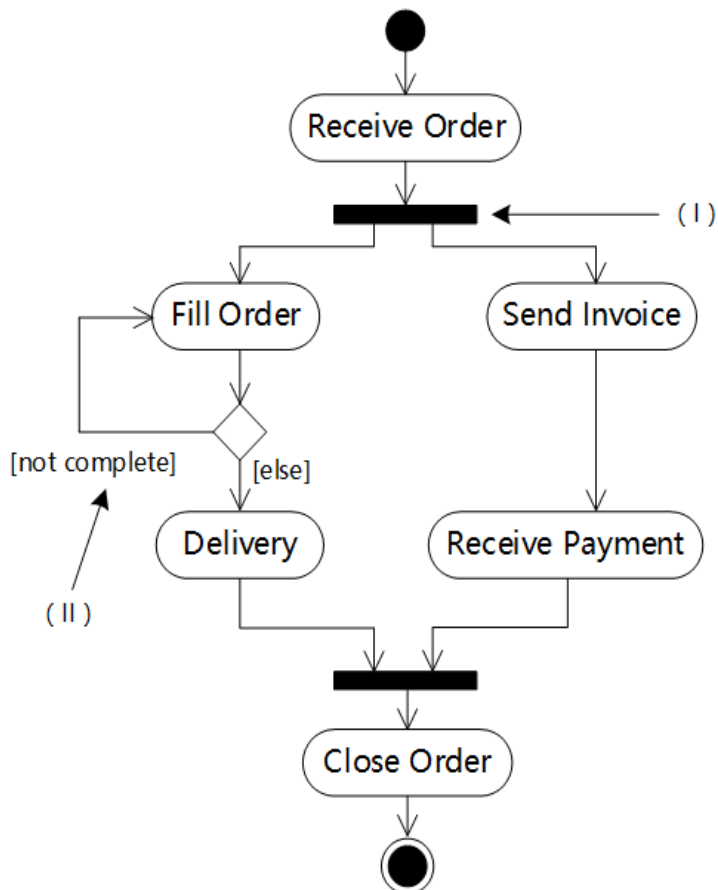 Receive Order
( I )
Fill Order
Send Invoice
[not complete]
[else]
Delivery
Receive Payment
( II )
Close Order